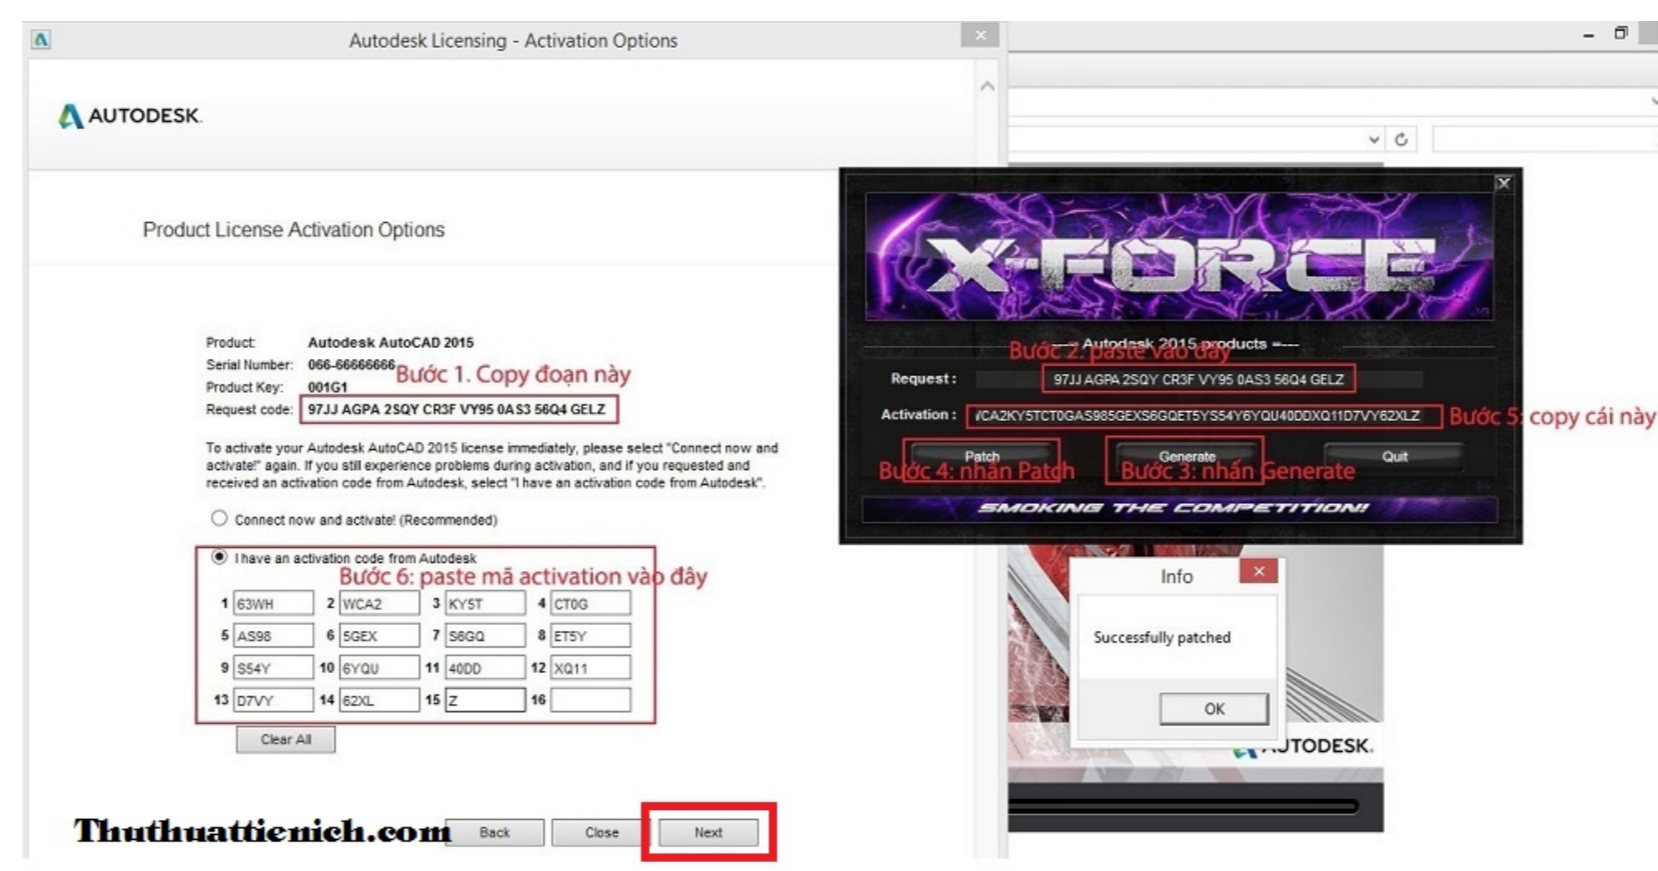 Autodesk Licensing - Activation Options
AUTODESK.
Product License Activation Options
Product: Autodesk AutoCAD 2015
Serial Number: 066-66666666
Product Key: 001G1
Bước 1. Copy đoạn này
Request code: 97JJ AGPA 2SQY CR3F VY95 0AS3 56Q4 GELZ
To activate your Autodesk AutoCAD 2015 license immediately, please select "Connect now and
activate!" again. If you still experience problems during activation, and if you requested and
received an activation code from Autodesk, select "I have an activation code from Autodesk".
Connect now and activate! (Recommended)
I have an activation code from Autodesk
Bước 6: paste mã activation vào đây
1 63WH 2 WCA2 3 KY5T 4 CT0G
5 AS98 6 5GEX 7 S6GQ 8 ET5Y
9 S54Y 10 6YQU 11 40DD 12 XQ11
13 D7VY 14 62XL 15 Z 16
Clear All
Thuthuattienich.com
Back Close Next
X-FORCE
---= Autodesk 2015 products =---
Bước 2: paste vào đây
Request : 97JJ AGPA 2SQY CR3F VY95 0AS3 56Q4 GELZ
Activation : WCA2KY5TCT0GAS985GEXS6GQET5YS54Y6YQU40DDXQ11D7VY62XLZ
Bước 5: copy cái này
Patch Generate Quit
Bước 4: nhấn Patch Bước 3: nhấn Generate
SMOKING THE COMPETITION!
Info
Successfully patched
OK
AUTODESK.